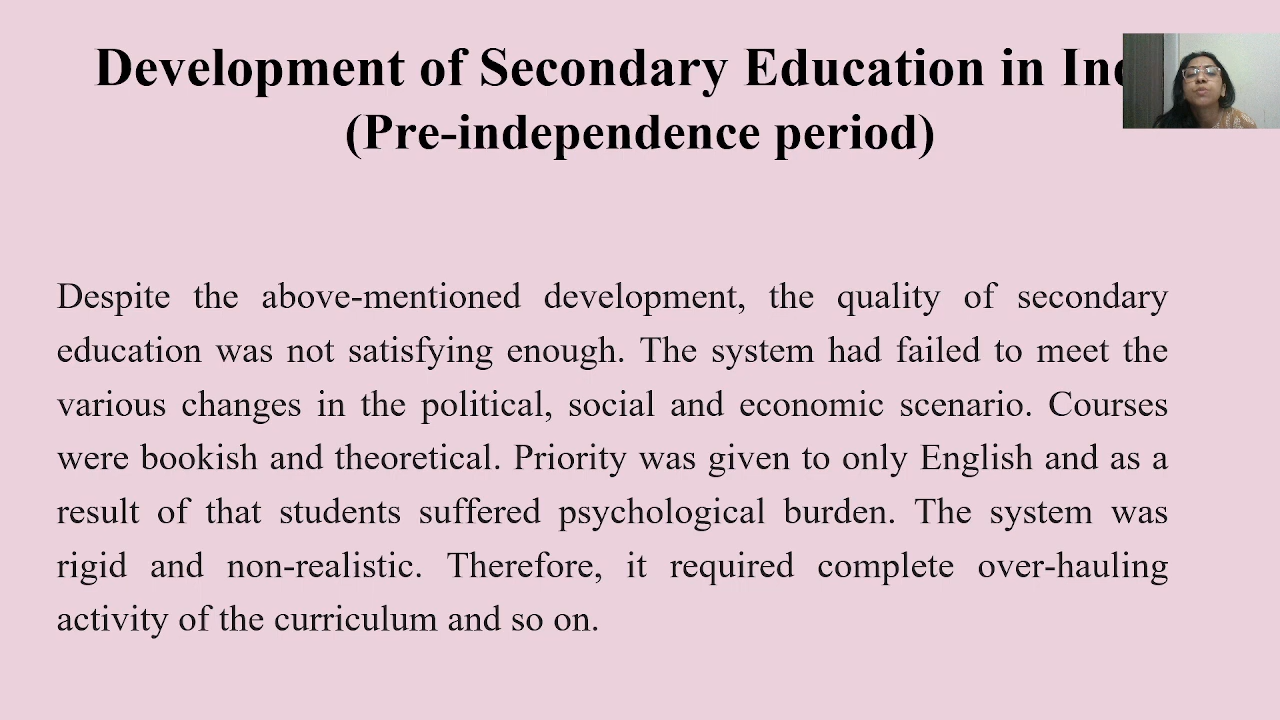 Development of Secondary Education in Ind
(Pre-independence period)
Despite the above-mentioned development, the quality of secondary
education was not satisfying enough. The system had failed to meet the
various changes in the political, social and economic scenario. Courses
were bookish and theoretical. Priority was given to only English and as a
result of that students suffered psychological burden. The system was
rigid and non-realistic. Therefore, it required complete over-hauling
activity of the curriculum and so on.